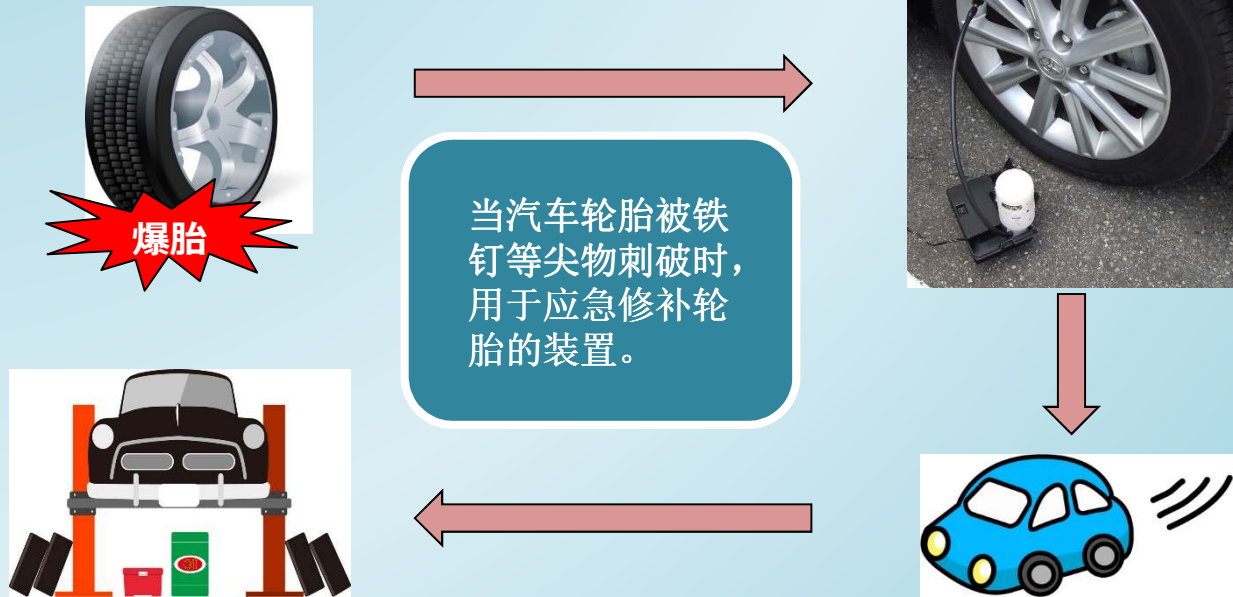 爆胎
当汽车轮胎被铁
钉等尖物刺破时，
用于应急修补轮
胎的装置。